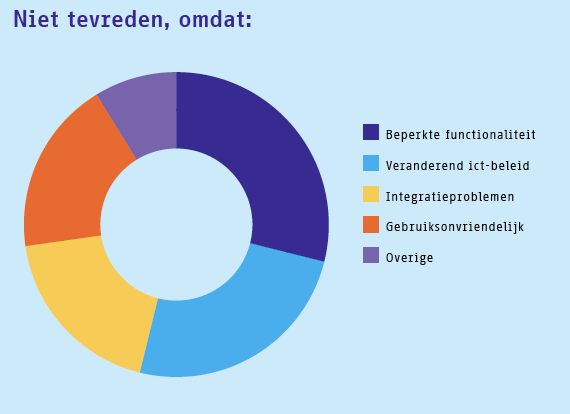 Niet tevreden, omdat:
Beperkte functionaliteit
Veranderend ict-beleid
Integratieproblemen
Gebruiksonvriendelijk
Overige